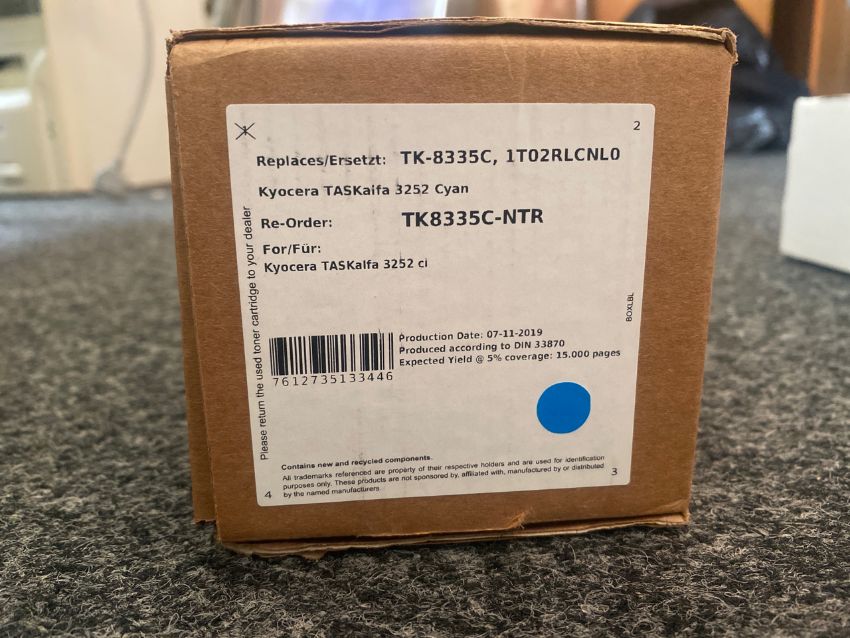 1
2
Replaces/Ersetzt: TK-8335C, 1T02RLCNL0
Kyocera TASKalfa 3252 Cyan
Re-Order: TK8335C-NTR
For/Für:
Kyocera TASKalfa 3252 ci
Please return the used toner cartridge to your dealer
BOXLBL
Production Date: 07-11-2019
Produced according to DIN 33870
Expected Yield @ 5% coverage: 15.000 pages
7612735133446
Contains new and recycled components.
All trademarks referenced are property of their respective holders and are used for identification
purposes only. These products are not sponsored by, affiliated with, manufactured by or distributed
by the named manufacturers.
4
3